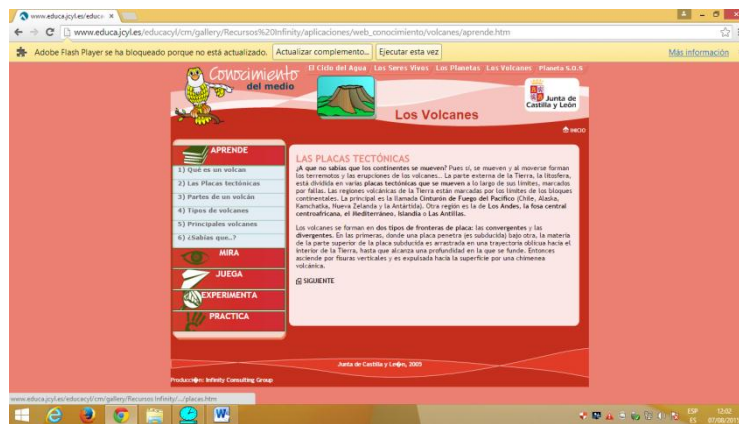 www.educa.jcyl.es/educa
www.educa.jcyl.es/educacyl/cm/gallery/Recursos%20Infinity/aplicaciones/web_conocimiento/volcanes/aprende.htm
Adobe Flash Player se ha bloqueado porque no está actualizado. Actualizar complemento... Ejecutar esta vez Más información
Conocimiento
del medio
El Ciclo del Agua Los Seres Vivos Los Planetas Los Volcanes Planeta S.O.S
Junta de
Castilla y León
Los Volcanes
INICIO
APRENDE
1) Qué es un volcan
2) Las Placas tectónicas
3) Partes de un volcán
4) Tipos de volcanes
5) Principales volcanes
6) ¿Sabías que..?
MIRA
JUEGA
EXPERIMENTA
PRACTICA
LAS PLACAS TECTÓNICAS
¿A que no sabías que los continentes se mueven? Pues sí, se mueven y al moverse forman
los terremotos y las erupciones de los volcanes... La parte externa de la Tierra, la litosfera,
está dividida en varias placas tectónicas que se mueven a lo largo de sus límites, marcados
por fallas. Las regiones volcánicas de la Tierra están marcadas por los límites de los bloques
continentales. La principal es la llamada Cinturón de Fuego del Pacífico (Chile, Alaska,
Kamchatka, Nueva Zelanda y la Antártida). Otra región es la de Los Andes, la fosa central
centroafricana, el Mediterráneo, Islandia o Las Antillas.
Los volcanes se forman en dos tipos de fronteras de placa: las convergentes y las
divergentes. En las primeras, donde una placa penetra (es subducida) bajo otra, la materia
de la parte superior de la placa subducida es arrastrada en una trayectoria oblicua hacia el
interior de la Tierra, hasta que alcanza una profundidad en la que se funde. Entonces
asciende por fisuras verticales y es expulsada hacia la superficie por una chimenea
volcánica.
SIGUIENTE
Junta de Castilla y Le�n, 2005
Producci�n: Infinity Consulting Group
www.educa.jcyl.es/educacyl/cm/gallery/Recursos Infinity/.../placas.htm
ESP 12:02
ES